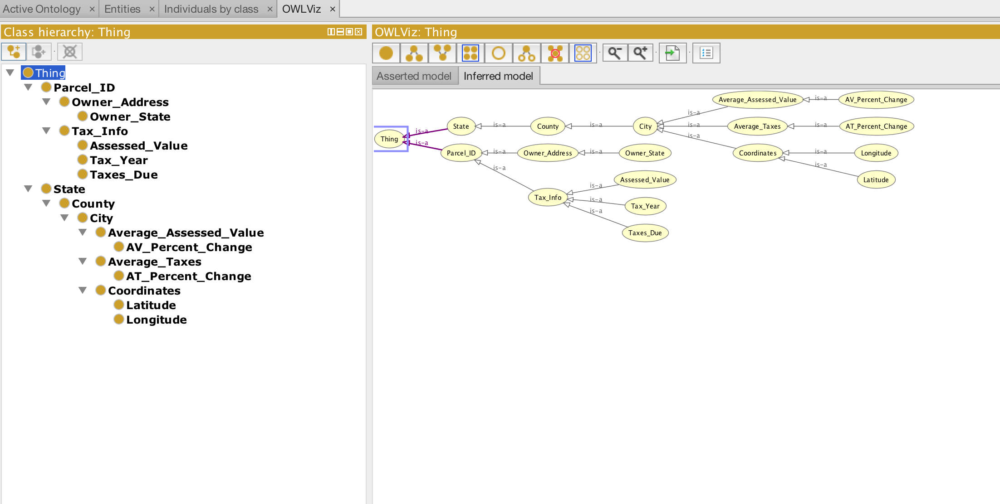 Active Ontology × Entities × Individuals by class × OWLViz ×
Class hierarchy: Thing
Thing
Parcel_ID
Owner_Address
Owner_State
Tax_Info
Assessed_Value
Tax_Year
Taxes_Due
State
County
City
Average_Assessed_Value
AV_Percent_Change
Average_Taxes
AT_Percent_Change
Coordinates
Latitude
Longitude
OWLViz: Thing
Asserted model Inferred model
Average_Assessed_Value is-a AV_Percent_Change
is-a
State is-a County is-a City is-a Average_Taxes is-a AT_Percent_Change
is-a
Thing
is-a
is-a
Parcel_ID is-a Owner_Address is-a Owner_State Coordinates is-a Longitude
is-a
is-a
Assessed_Value Latitude
is-a
Tax_Info is-a
Tax_Year
is-a
Taxes_Due